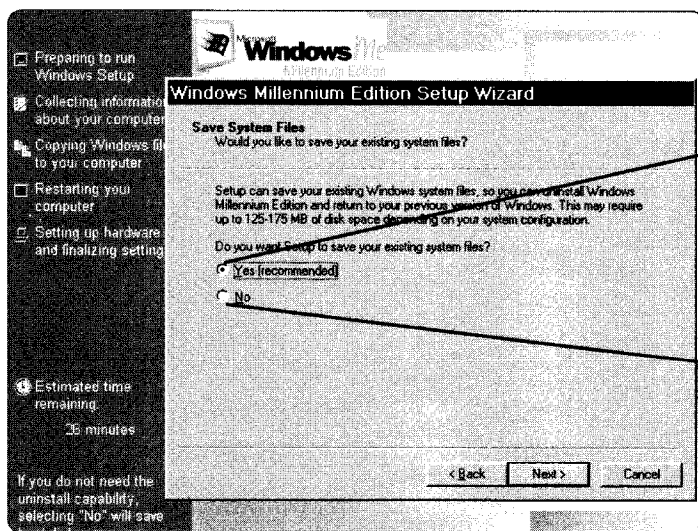 Microsoft
Windows Me
Millennium Edition
Preparing to run
Windows Setup
Collecting information
about your computer
Copying Windows fil
to your computer
Restarting your
computer
Setting up hardware
and finalizing setting
Estimated time
remaining:
36 minutes
If you do not need the
uninstall capability,
selecting "No" will save
Windows Millennium Edition Setup Wizard
Save System Files
Would you like to save your existing system files?
Setup can save your existing Windows system files, so you can uninstall Windows
Millennium Edition and return to your previous version of Windows. This may require
up to 125-175 MB of disk space depending on your system configuration.
Do you want Setup to save your existing system files?
Yes (recommended)
No
< Back
Next >
Cancel